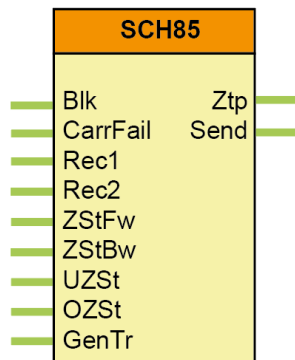 SCH85
Blk Ztp
CarrFail Send
Rec1
Rec2
ZStFw
ZStBw
UZSt
OZSt
GenTr